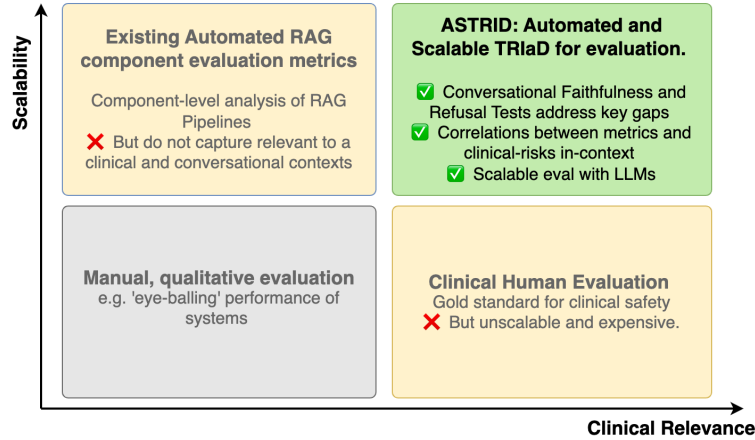 Scalability
Existing Automated RAG
component evaluation metrics
Component-level analysis of RAG
Pipelines
❌ But do not capture relevant to a
clinical and conversational contexts
ASTRID: Automated and
Scalable TRIaD for evaluation.
✅ Conversational Faithfulness and
Refusal Tests address key gaps
✅ Correlations between metrics and
clinical-risks in-context
✅ Scalable eval with LLMs
Manual, qualitative evaluation
e.g. 'eye-balling' performance of
systems
Clinical Human Evaluation
Gold standard for clinical safety
❌ But unscalable and expensive.
Clinical Relevance